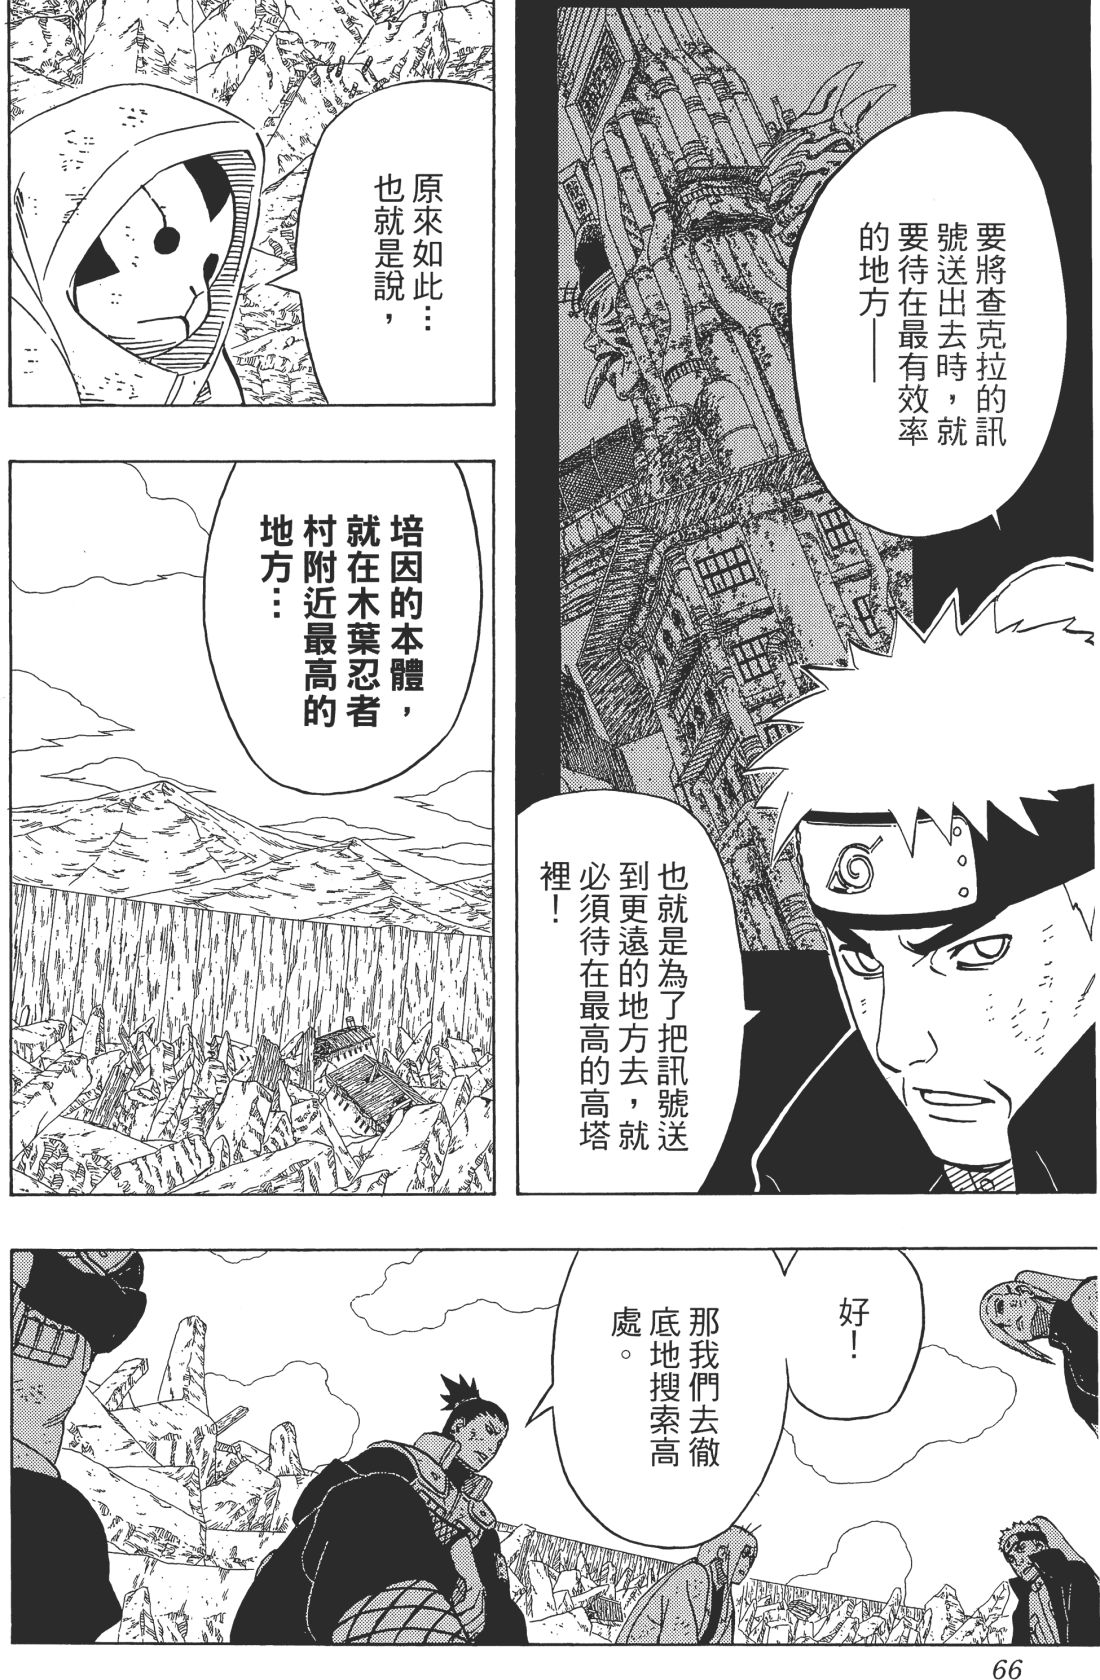 要將查克拉的訊
號送出去時，就
要待在最有效率
的地方——
也就是為了把訊號送
到更遠的地方去，就
必須待在最高的高塔
裡！
原來如此…
也就是說，
培因的本體，
就在木葉忍者
村附近最高的
地方…
好！
那我們去徹
底地搜索高
處。
66